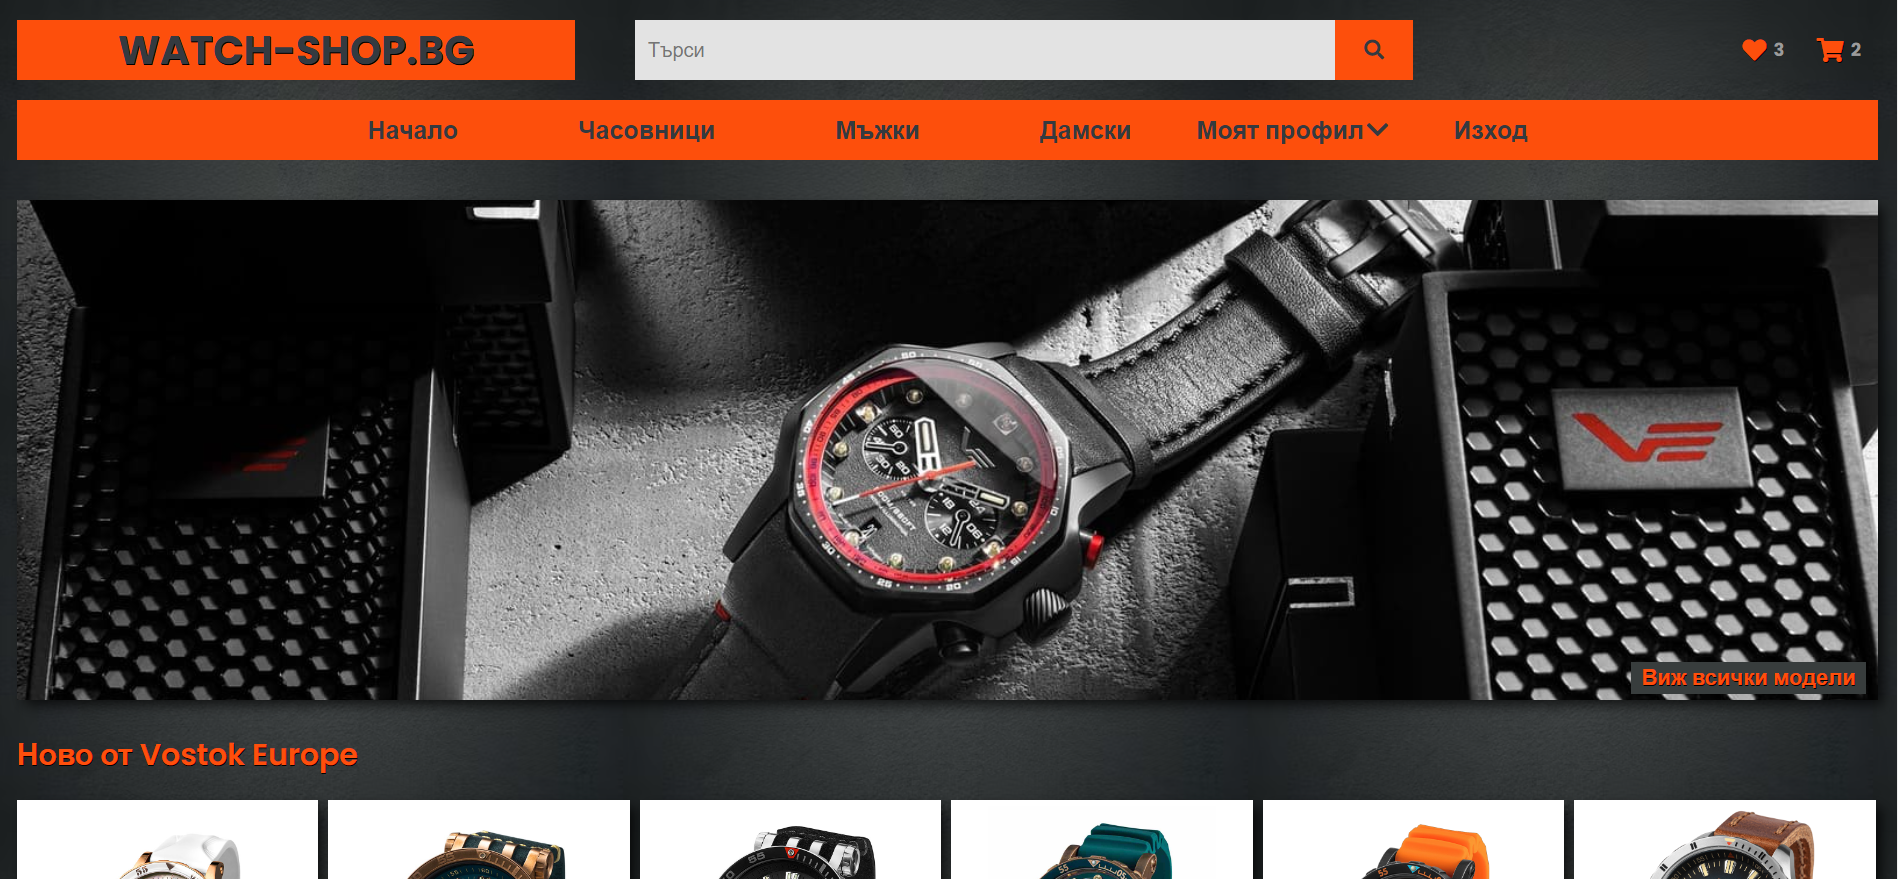 WATCH-SHOP.BG
Търси
3
2
Начало
Часовници
Мъжки
Дамски
Моят профил
Изход
Виж всички модели
Ново от Vostok Europe